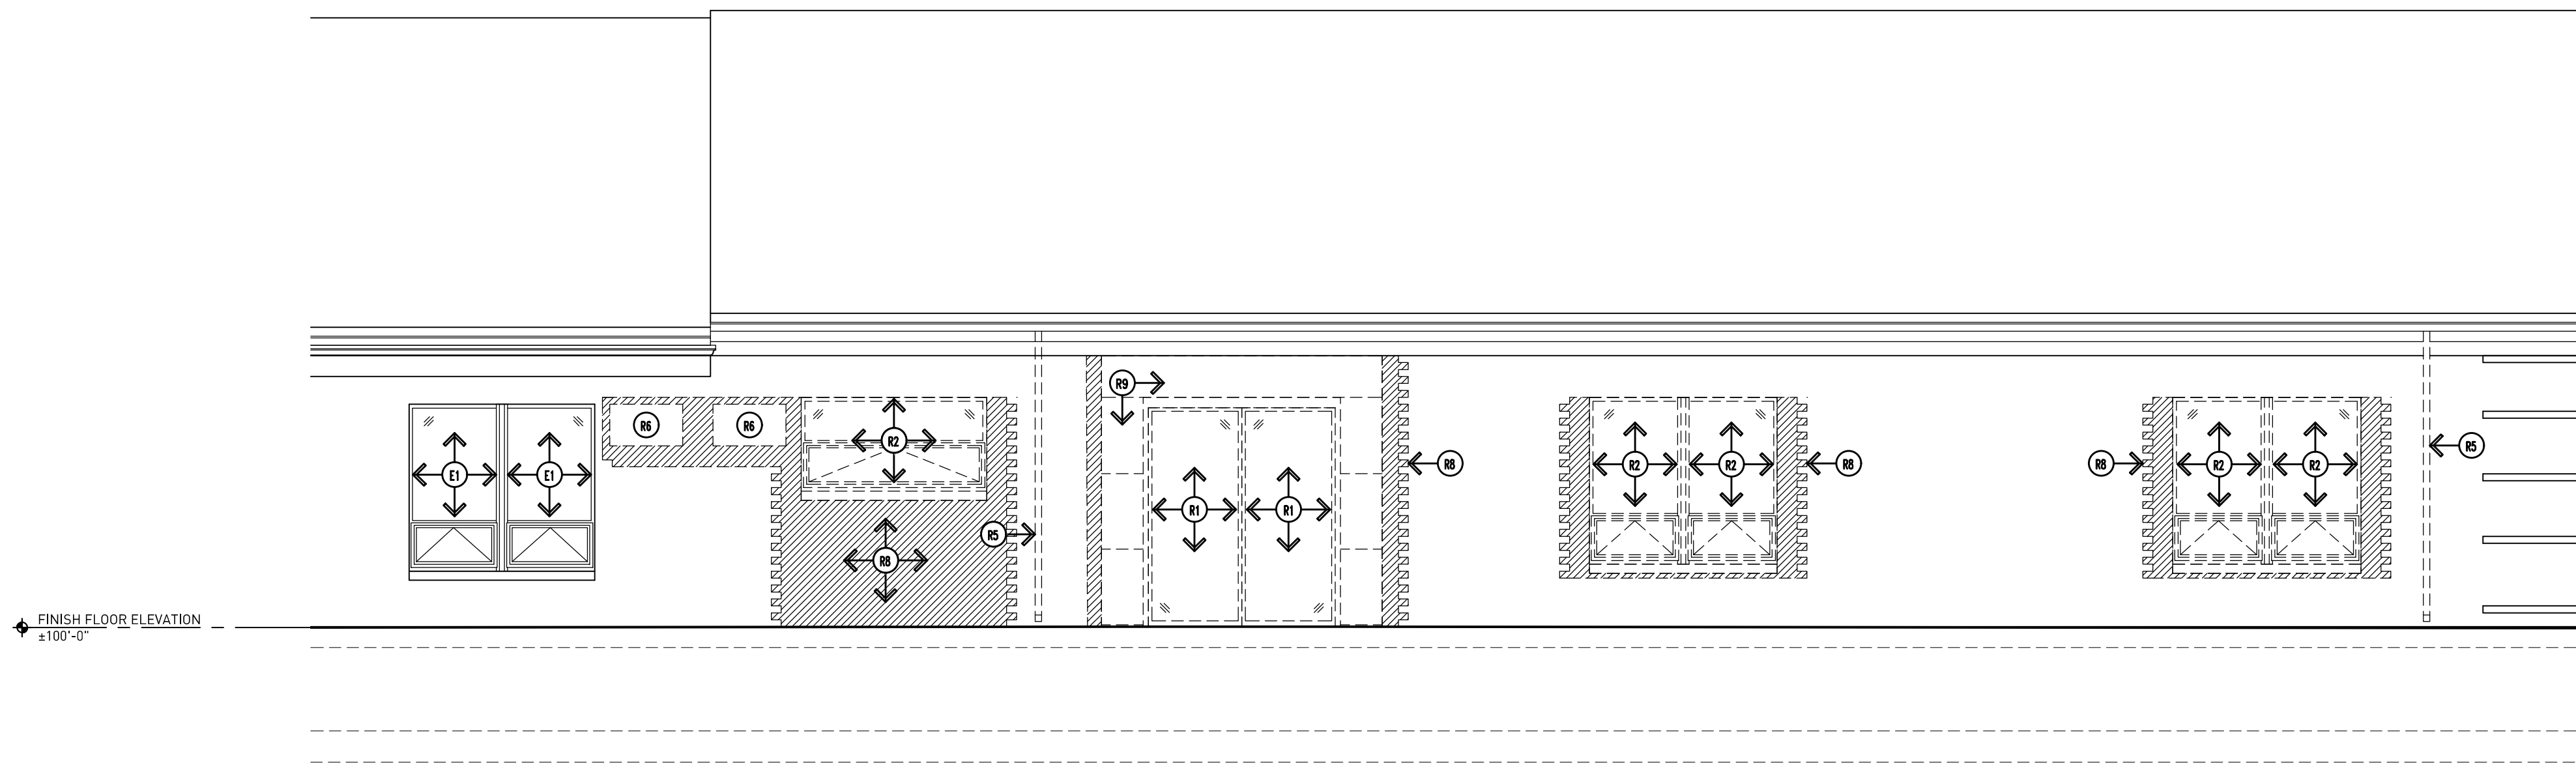 R9
R6
R6
R2
R5
R8
R8
R8
R2
R2
R2
R2
E1
E1
R1
R1
R5
R8
FINISH FLOOR ELEVATION
±100'-0"